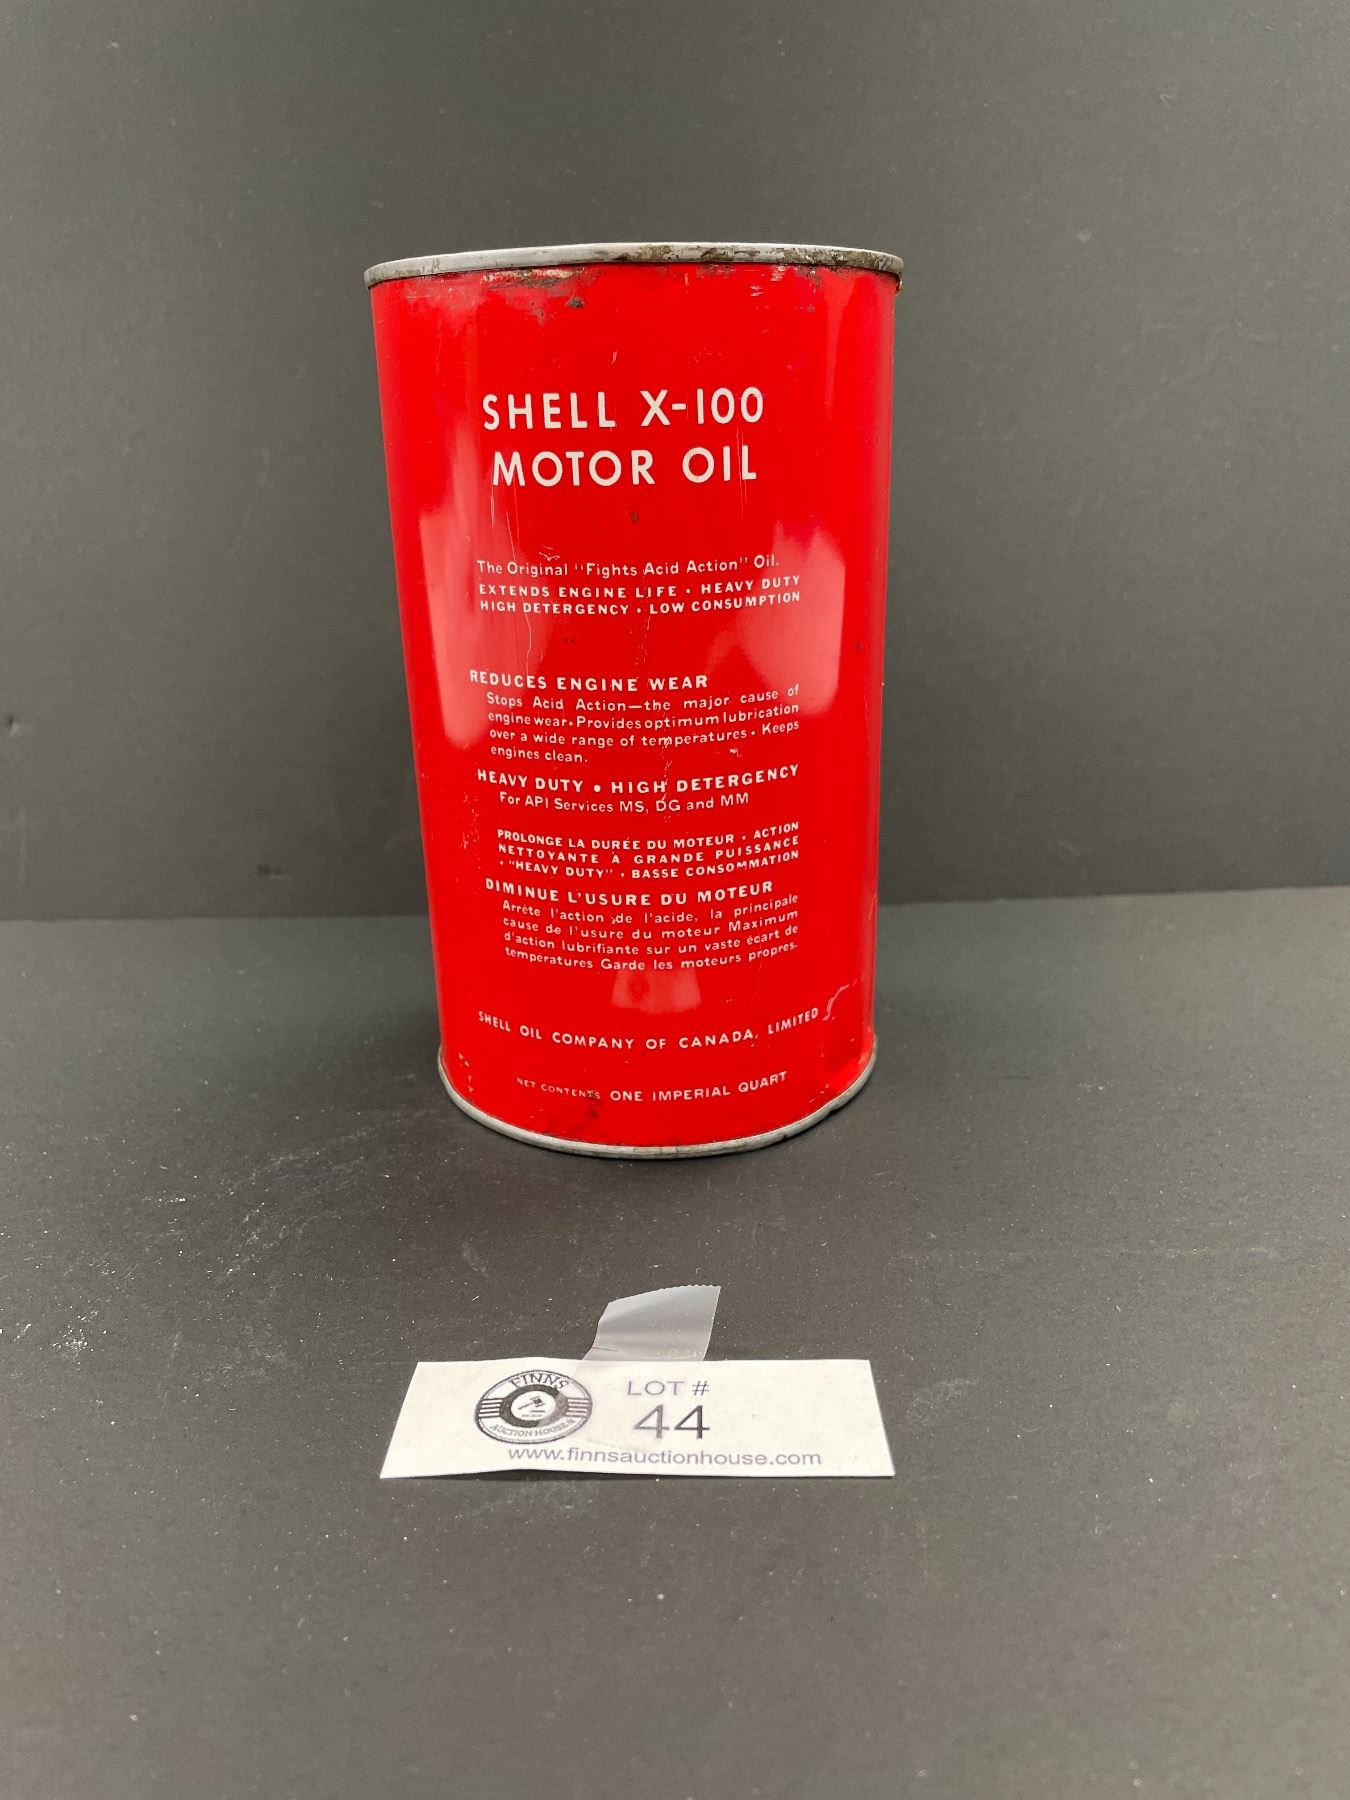 SHELL X-100
MOTOR OIL
The Original "Fights Acid Action" Oil.
EXTENDS ENGINE LIFE • HEAVY DUTY
HIGH DETERGENCY • LOW CONSUMPTION
REDUCES ENGINE WEAR
Stops Acid Action—the major cause of
engine wear • Provides optimum lubrication
over a wide range of temperatures • Keeps
engines clean.
HEAVY DUTY • HIGH DETERGENCY
For API Services MS, DG and MM
PROLONGE LA DURÉE DU MOTEUR • ACTION
NETTOYANTE À GRANDE PUISSANCE
• "HEAVY DUTY" • BASSE CONSOMMATION
DIMINUE L'USURE DU MOTEUR
Arrête l'action de l'acide, la principale
cause de l'usure du moteur Maximum
d'action lubrifiante sur un vaste écart de
températures Garde les moteurs propres.
SHELL OIL COMPANY OF CANADA, LIMITED
NET CONTENTS ONE IMPERIAL QUART
FINNS
AUCTION HOUSE
LOT #
44
www.finnsauctionhouse.com